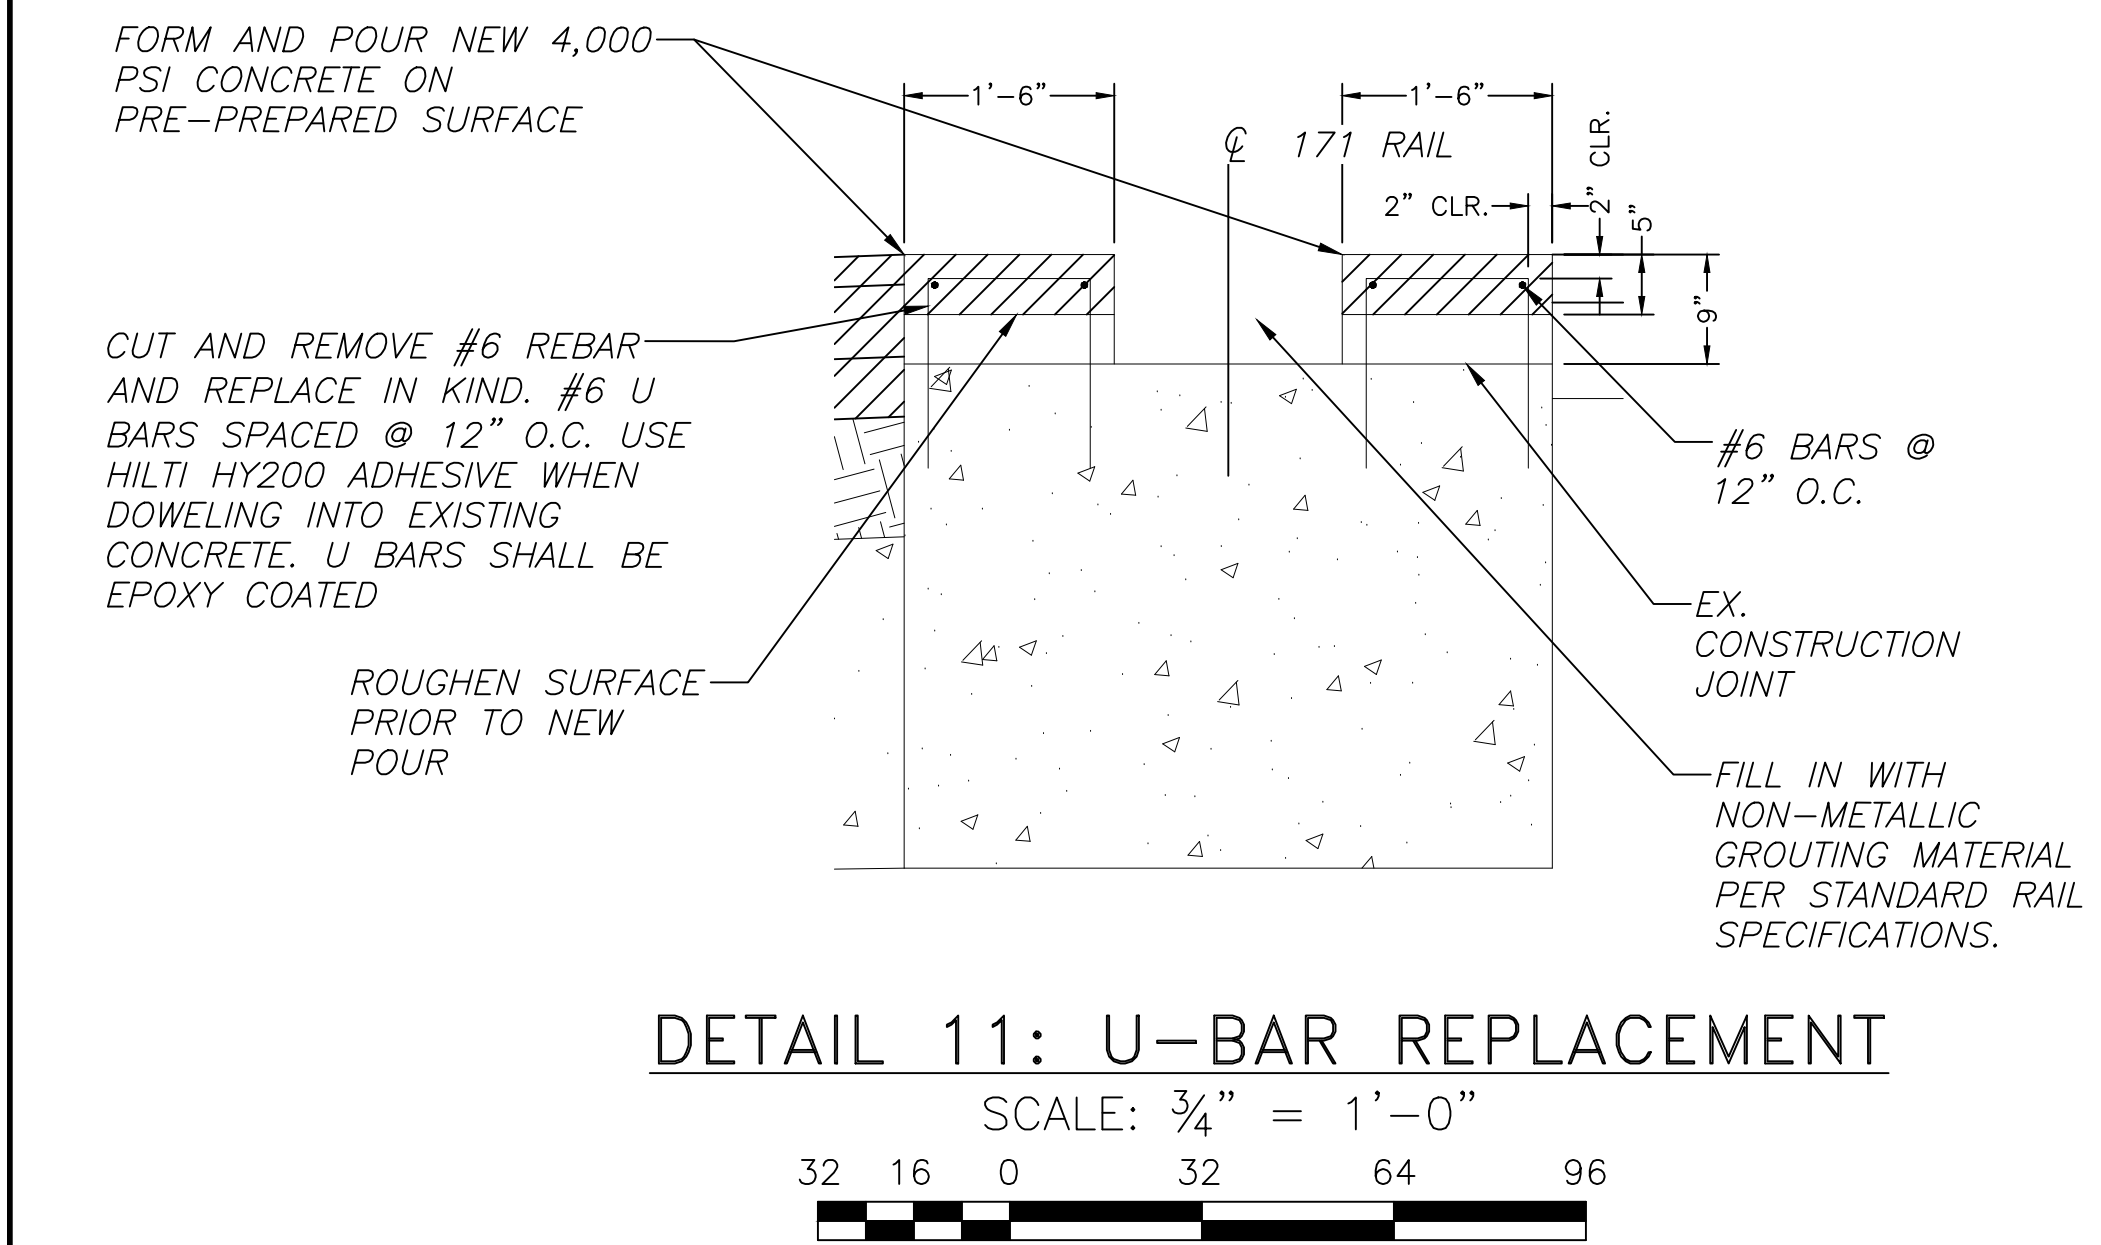 FORM AND POUR NEW 4,000
PSI CONCRETE ON
PRE-PREPARED SURFACE
1'-6"
1'-6"
℄ 171 RAIL
2" CLR.
2" CLR.
5"
9"
CUT AND REMOVE #6 REBAR
AND REPLACE IN KIND. #6 U
BARS SPACED @ 12" O.C. USE
HILTI HY200 ADHESIVE WHEN
DOWELING INTO EXISTING
CONCRETE. U BARS SHALL BE
EPOXY COATED
#6 BARS @
12" O.C.
EX.
CONSTRUCTION
JOINT
ROUGHEN SURFACE
PRIOR TO NEW
POUR
FILL IN WITH
NON-METALLIC
GROUTING MATERIAL
PER STANDARD RAIL
SPECIFICATIONS.
DETAIL 11: U-BAR REPLACEMENT
SCALE: ¾" = 1'-0"
32 16 0 32 64 96